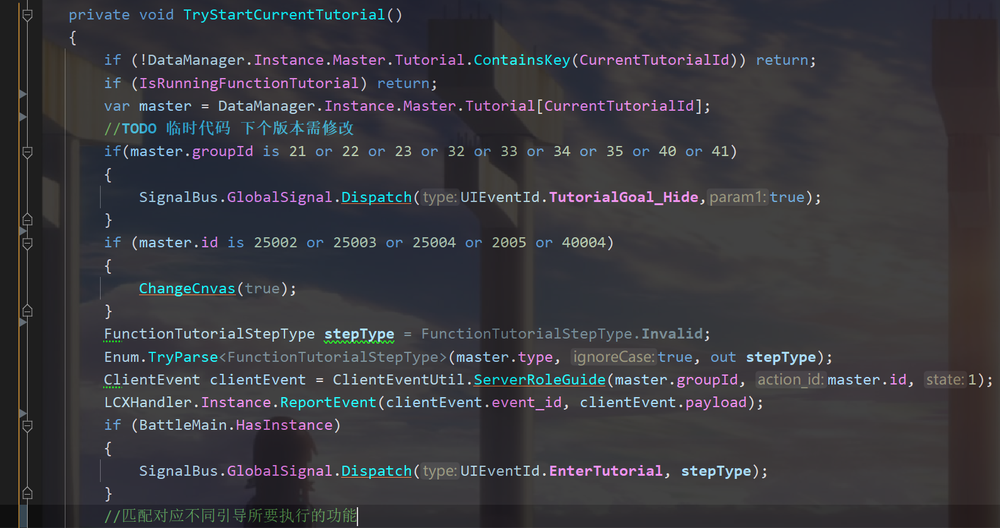 private void TryStartCurrentTutorial()
{
if (!DataManager.Instance.Master.Tutorial.ContainsKey(CurrentTutorialId)) return;
if (IsRunningFunctionTutorial) return;
var master = DataManager.Instance.Master.Tutorial[CurrentTutorialId];
//TODO 临时代码 下个版本需修改
if(master.groupId is 21 or 22 or 23 or 32 or 33 or 34 or 35 or 40 or 41)
{
SignalBus.GlobalSignal.Dispatch(type:UIEventId.TutorialGoal_Hide,param1:true);
}
if (master.id is 25002 or 25003 or 25004 or 2005 or 40004)
{
ChangeCnvas(true);
}
FunctionTutorialStepType stepType = FunctionTutorialStepType.Invalid;
Enum.TryParse<FunctionTutorialStepType>(master.type, ignoreCase:true, out stepType);
ClientEvent clientEvent = ClientEventUtil.ServerRoleGuide(master.groupId, action_id:master.id, state:1);
LCXHandler.Instance.ReportEvent(clientEvent.event_id, clientEvent.payload);
if (BattleMain.HasInstance)
{
SignalBus.GlobalSignal.Dispatch(type:UIEventId.EnterTutorial, stepType);
}
//匹配对应不同引导所要执行的功能